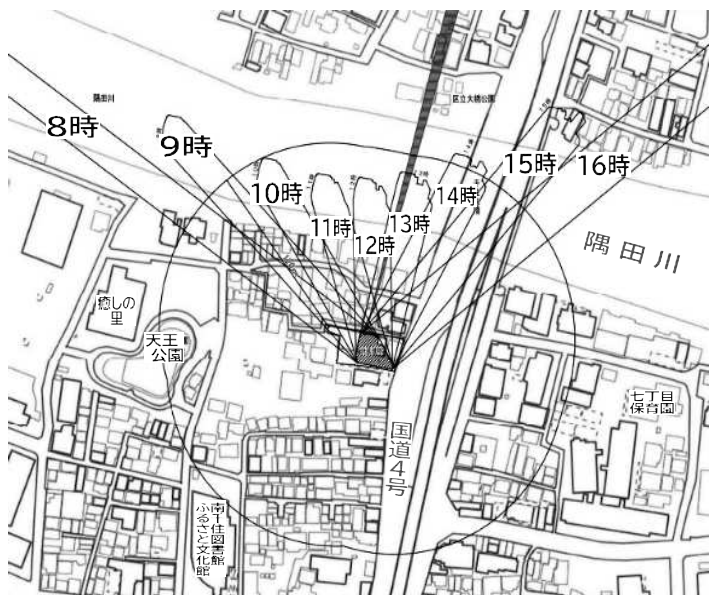 隅田川
区立大橋公園
8時
9時
10時
11時
12時
13時
14時
15時
16時
隅田川
癒しの
里
天王
公園
七丁目
保育園
国道4号
南千住図書館
ふるさと文化館